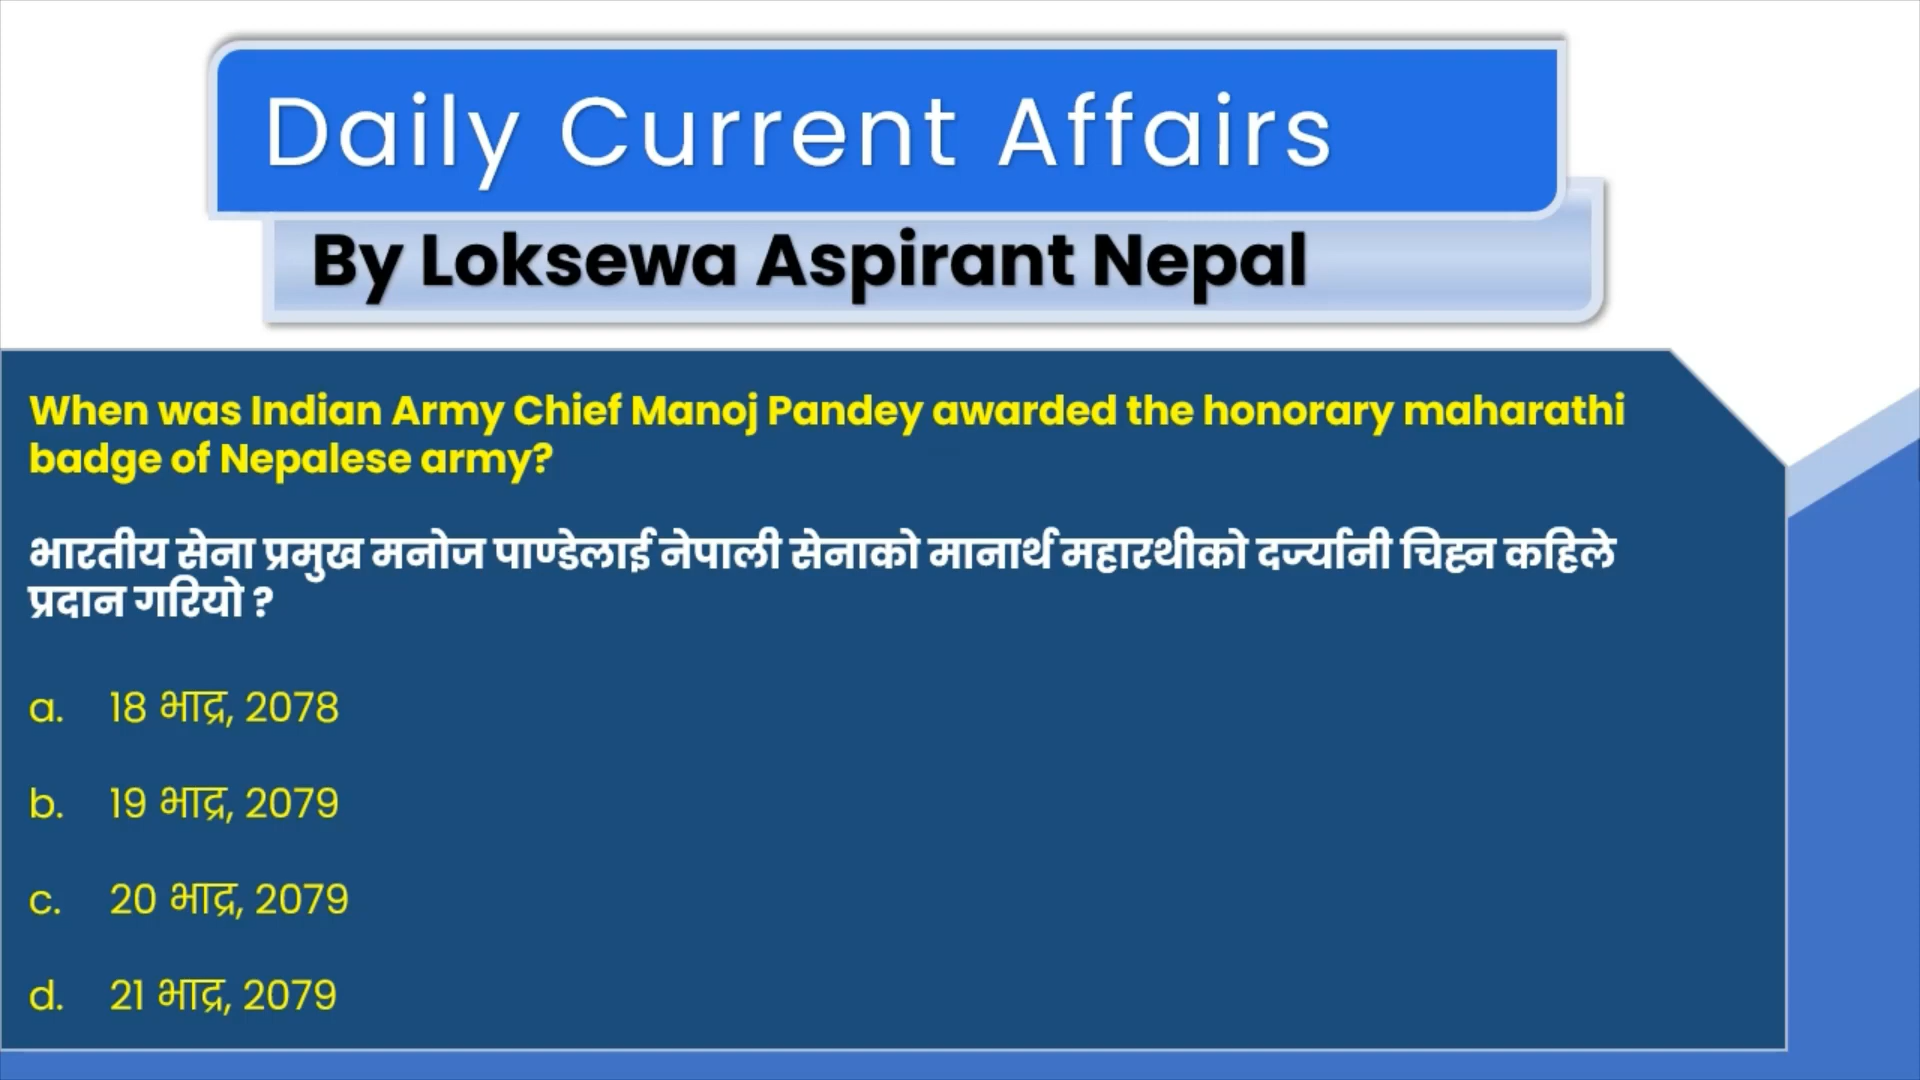 Daily Current Affairs
By Loksewa Aspirant Nepal
When was Indian Army Chief Manoj Pandey awarded the honorary maharathi
badge of Nepalese army?
भारतीय सेना प्रमुख मनोज पाण्डेलाई नेपाली सेनाको मानार्थ महारथीको दर्ज्यानी चिह्न कहिले
प्रदान गरियो ?
a. 18 भाद्र, 2078
b. 19 भाद्र, 2079
c. 20 भाद्र, 2079
d. 21 भाद्र, 2079